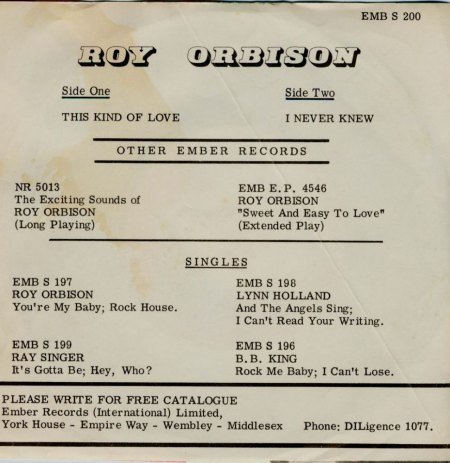 EMB S 200
ROY ORBISON
Side One
Side Two
THIS KIND OF LOVE
I NEVER KNEW
OTHER EMBER RECORDS
NR 5013
The Exciting Sounds of
ROY ORBISON
(Long Playing)
EMB E.P. 4546
ROY ORBISON
"Sweet And Easy To Love"
(Extended Play)
SINGLES
EMB S 197
ROY ORBISON
You're My Baby; Rock House.
EMB S 198
LYNN HOLLAND
And The Angels Sing;
I Can't Read Your Writing.
EMB S 199
RAY SINGER
It's Gotta Be; Hey, Who?
EMB S 196
B.B. KING
Rock Me Baby; I Can't Lose.
PLEASE WRITE FOR FREE CATALOGUE
Ember Records (International) Limited,
York House - Empire Way - Wembley - Middlesex Phone: DILigence 1077.